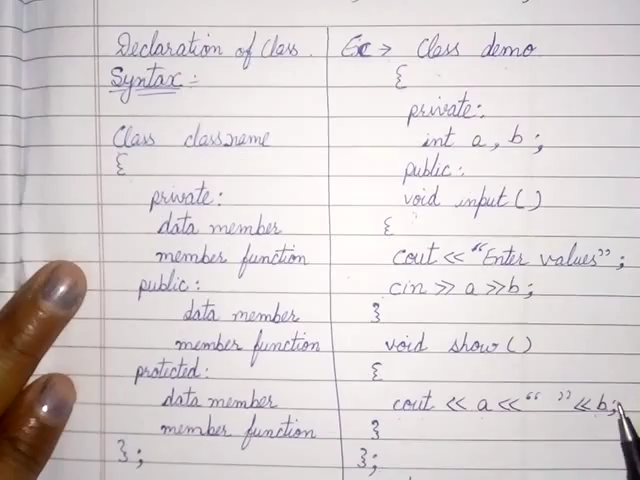 Declaration of Class.
Syntax:-
Class class_name
{
private:
data member
member function
public:
data member
member function
protected:
data member
member function
};
Ex → Class demo
{
private:
int a, b;
public:
void input()
{
cout << "Enter values";
cin >> a >> b;
}
void show()
{
cout << a << " " << b;
}
};